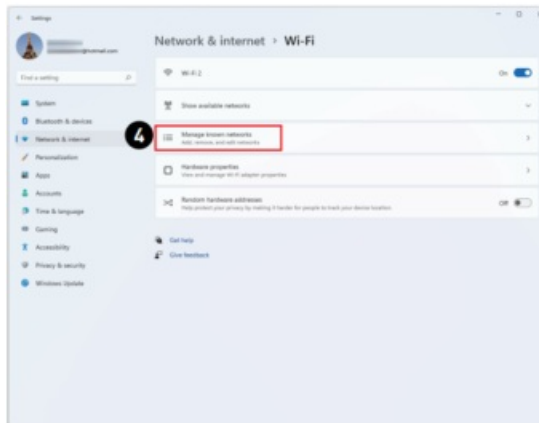 Settings
@hotmail.com
Network & internet > Wi-Fi
Find a setting
Wi-Fi 2
On
System
Show available networks
Bluetooth & devices
Network & internet
4
Manage known networks
Add, remove, and edit networks
Personalization
Apps
Hardware properties
View and manage Wi-Fi adapter properties
Accounts
Time & language
Random hardware addresses
Help protect your privacy by making it harder for people to track your device location.
Off
Gaming
Accessibility
Privacy & security
Windows Update
Get help
Give feedback